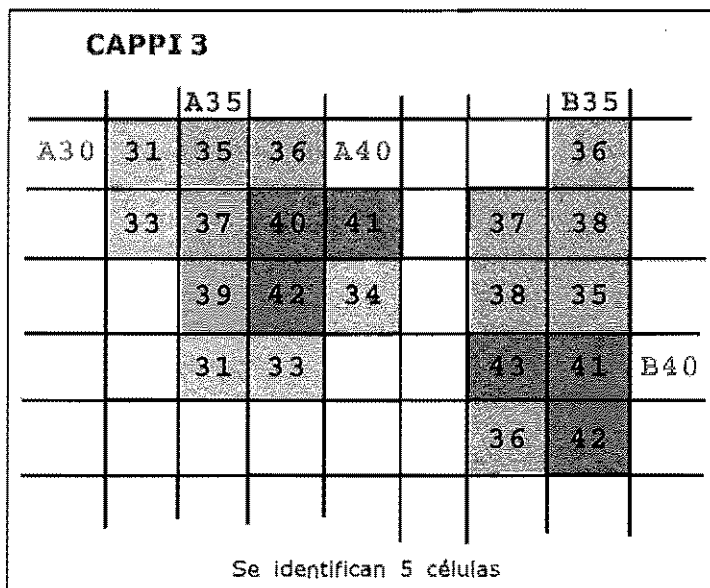 CAPPI 3
A35 B35
A30 31 35 36 A40 36
33 37 40 41 37 38
39 42 34 38 35
31 33 43 41 B40
36 42
Se identifican 5 células